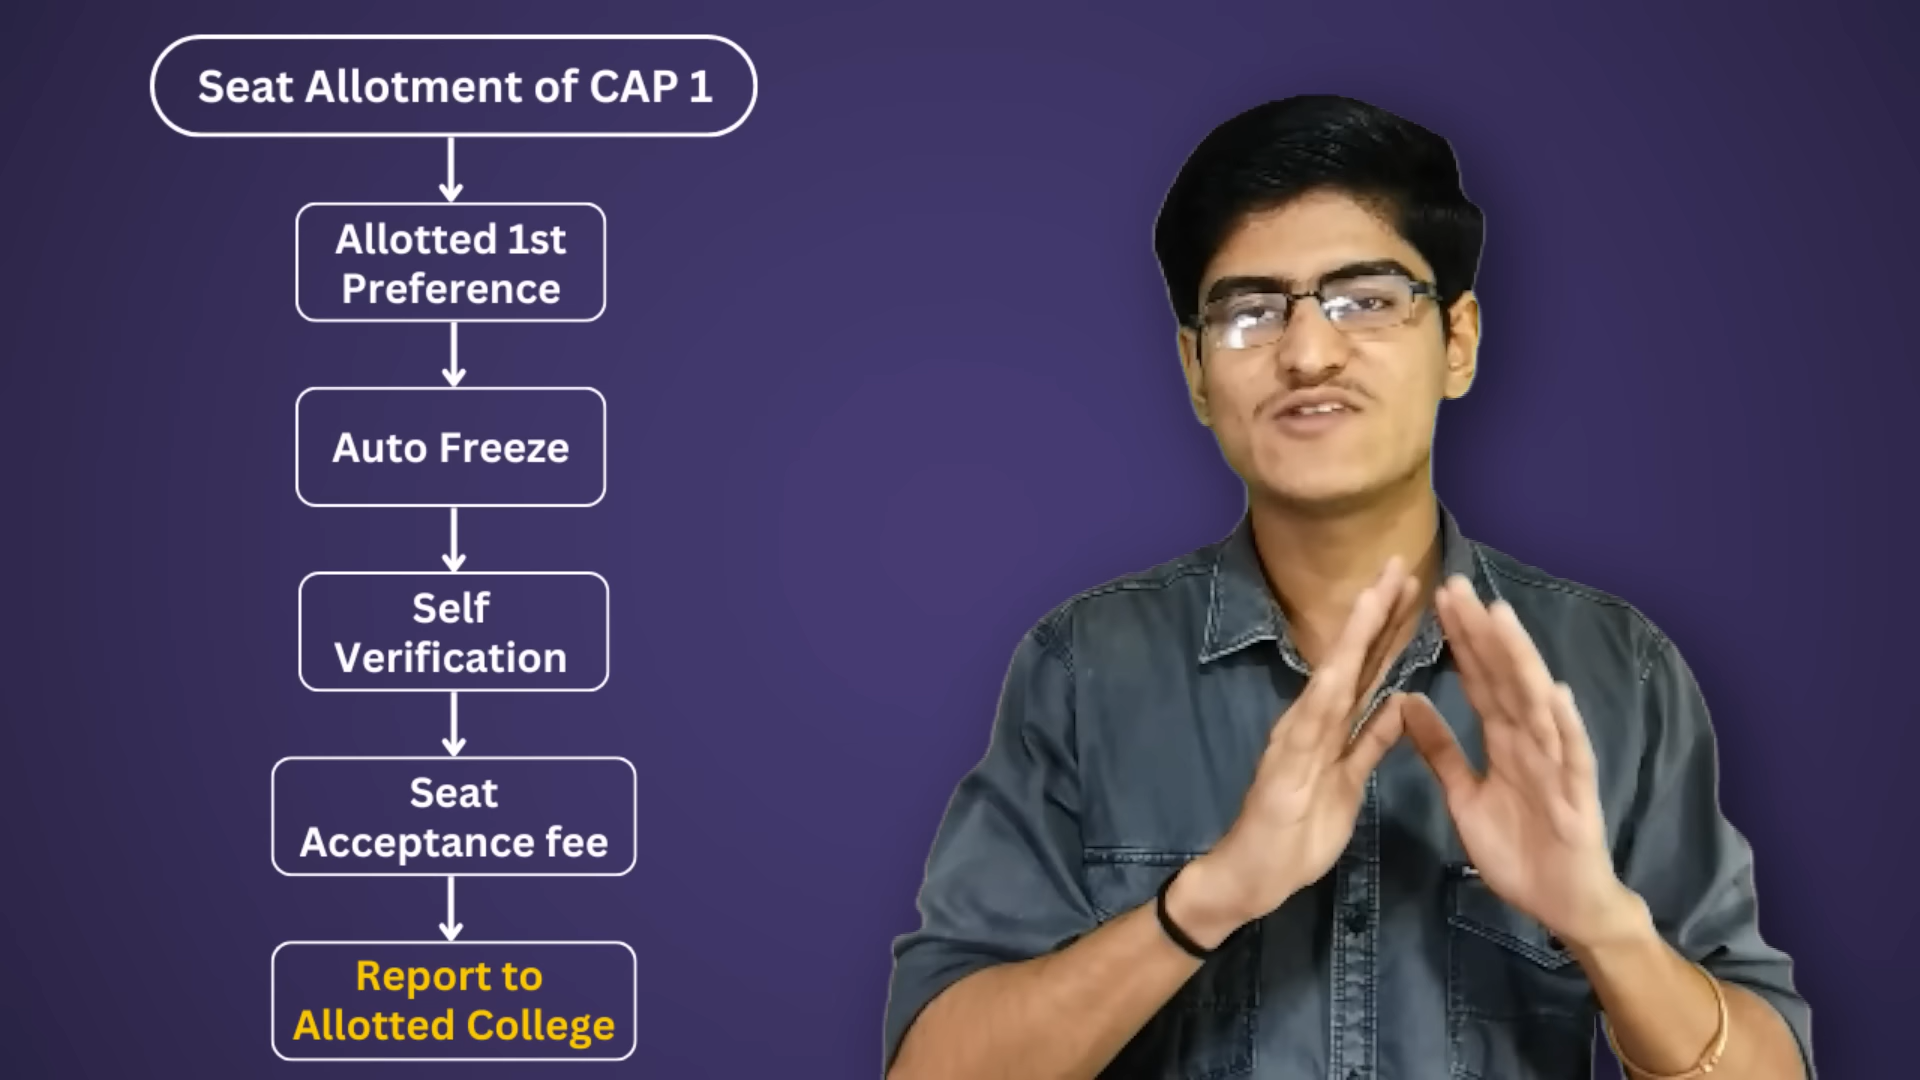 Seat Allotment of CAP 1
Allotted 1st
Preference
Auto Freeze
Self
Verification
Seat
Acceptance fee
Report to
Allotted College